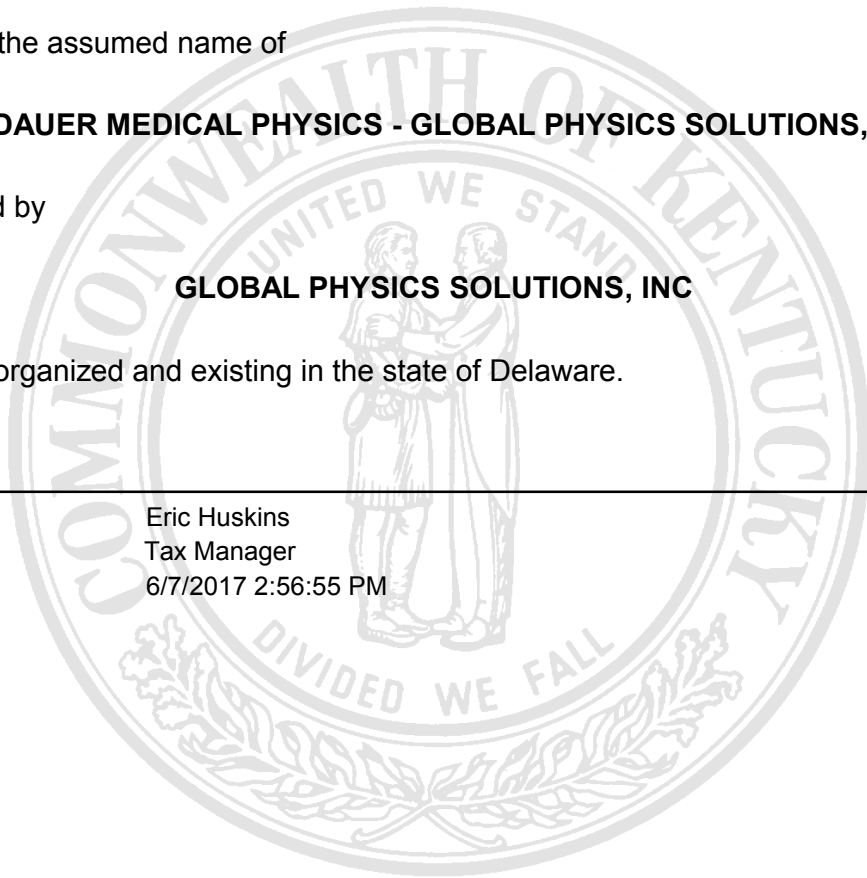 the assumed name of
DAUER MEDICAL PHYSICS - GLOBAL PHYSICS SOLUTIONS,
d by
GLOBAL PHYSICS SOLUTIONS, INC
organized and existing in the state of Delaware.
Eric Huskins
Tax Manager
6/7/2017 2:56:55 PM
COMMONWEALTH OF KENTUCKY
UNITED WE STAND
DIVIDED WE FALL